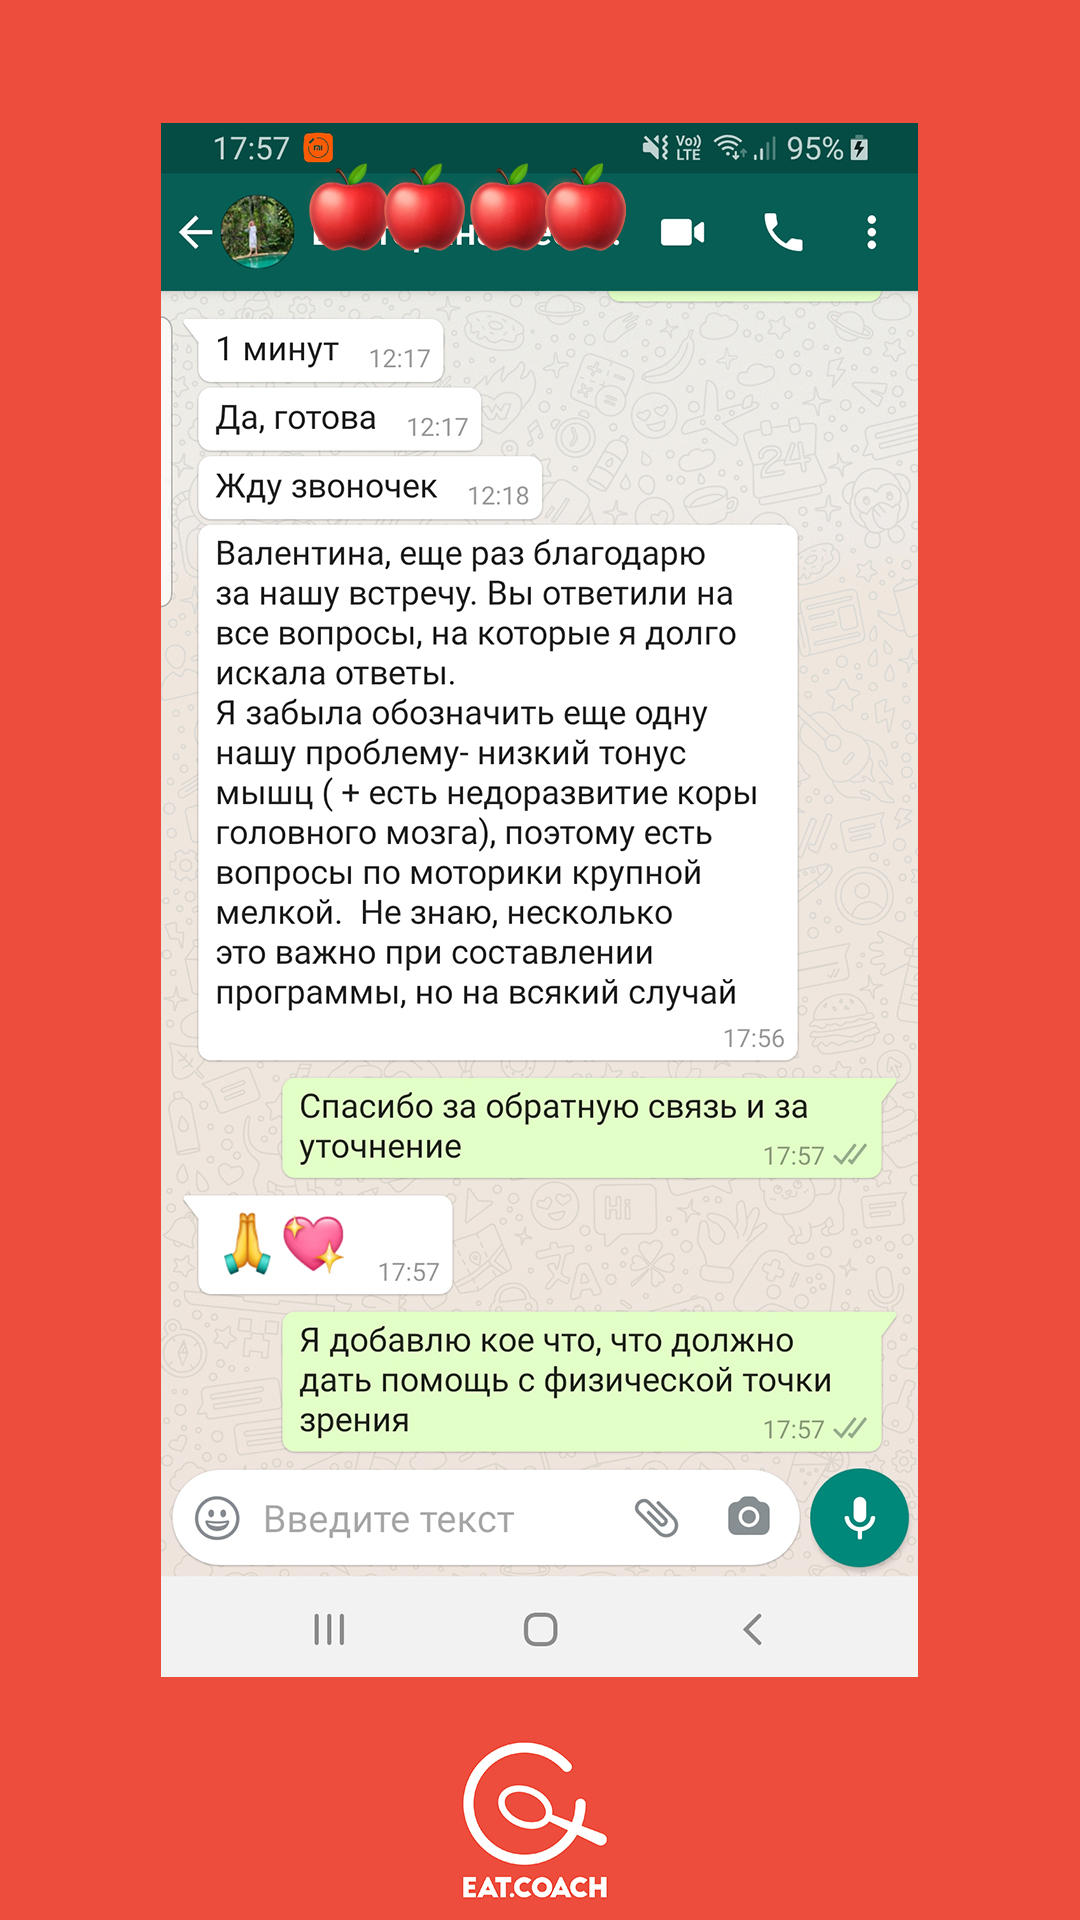 17:57
Vo))
LTE
95%
1 минут
12:17
Да, готова
12:17
Жду звоночек
12:18
Валентина, еще раз благодарю
за нашу встречу. Вы ответили на
все вопросы, на которые я долго
искала ответы.
Я забыла обозначить еще одну
нашу проблему- низкий тонус
мышц ( + есть недоразвитие коры
головного мозга), поэтому есть
вопросы по моторики крупной
мелкой.  Не знаю, несколько
это важно при составлении
программы, но на всякий случай
17:56
Спасибо за обратную связь и за
уточнение
17:57
17:57
Я добавлю кое что, что должно
дать помощь с физической точки
зрения
17:57
Введите текст
EAT.COACH